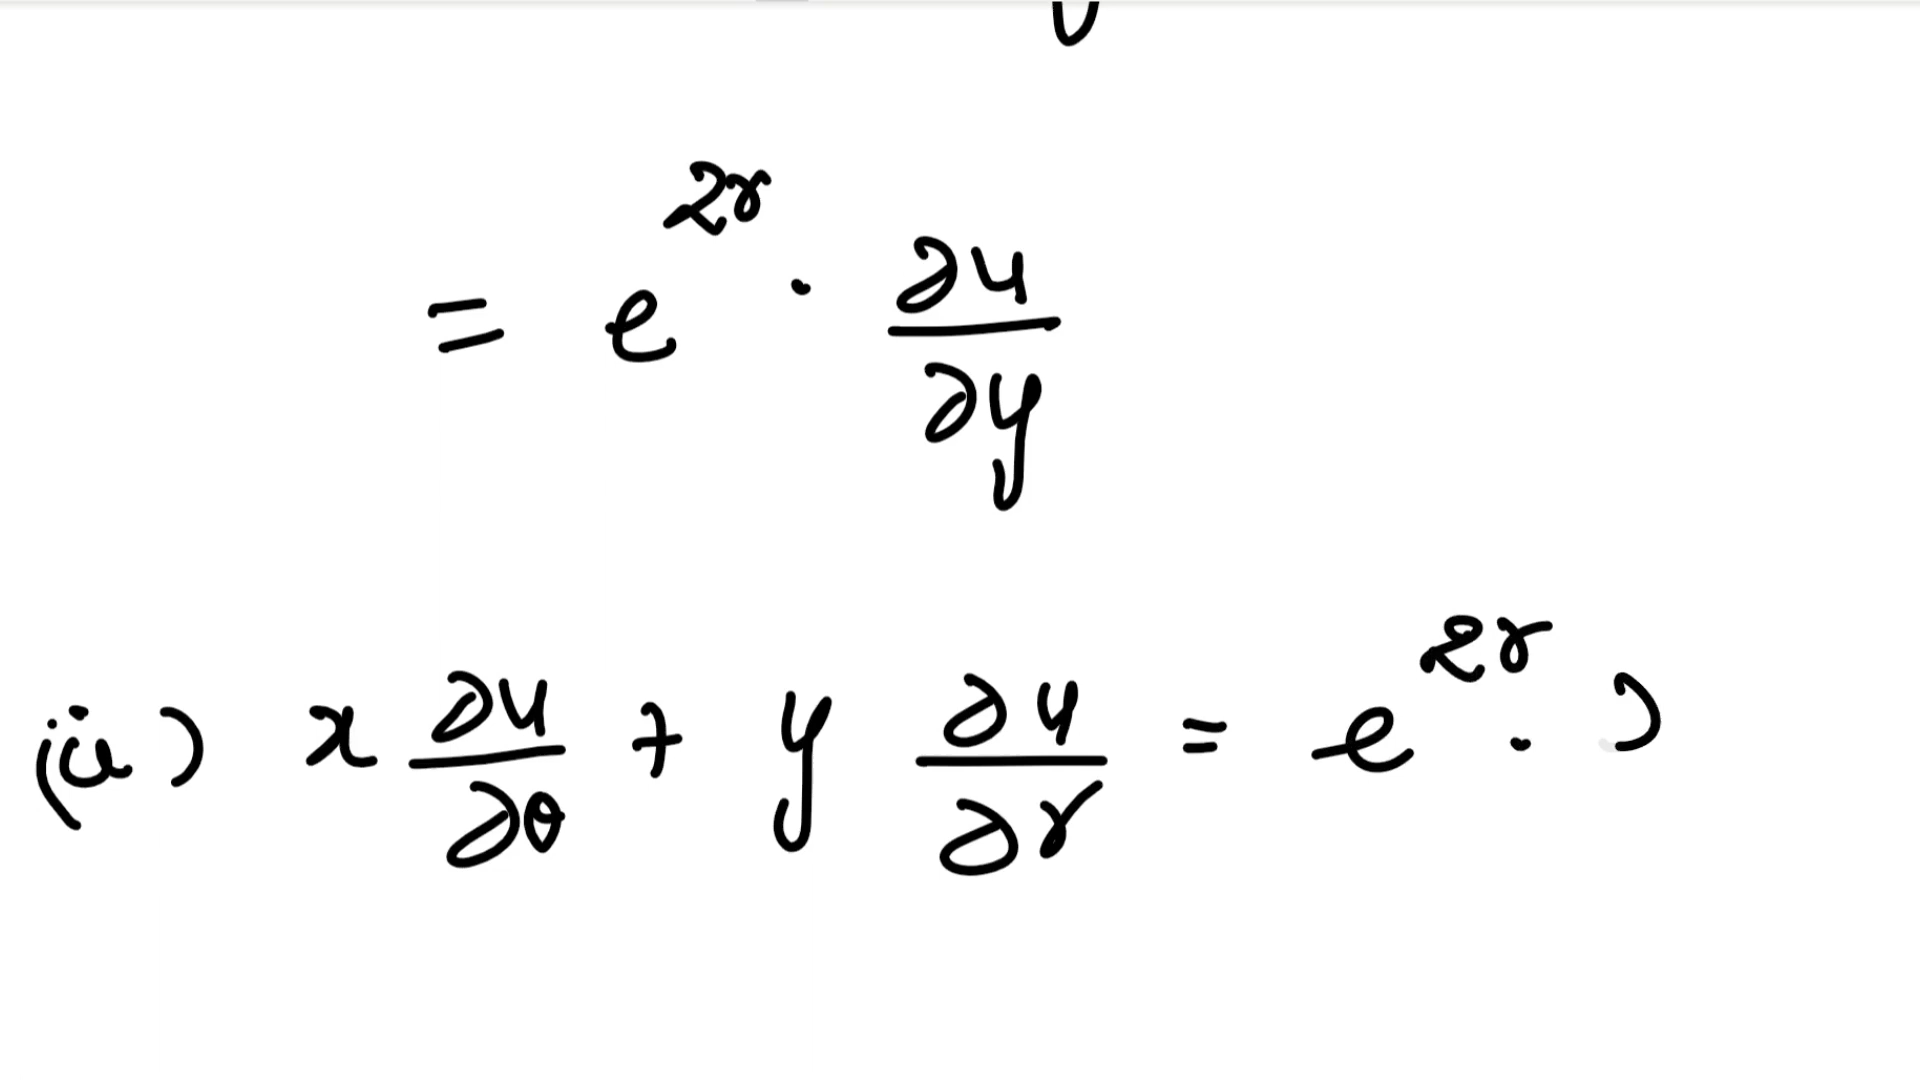 = e^{2r} · ∂u/∂y
(ii) x ∂u/∂θ + y ∂u/∂r = e^{2r} ·